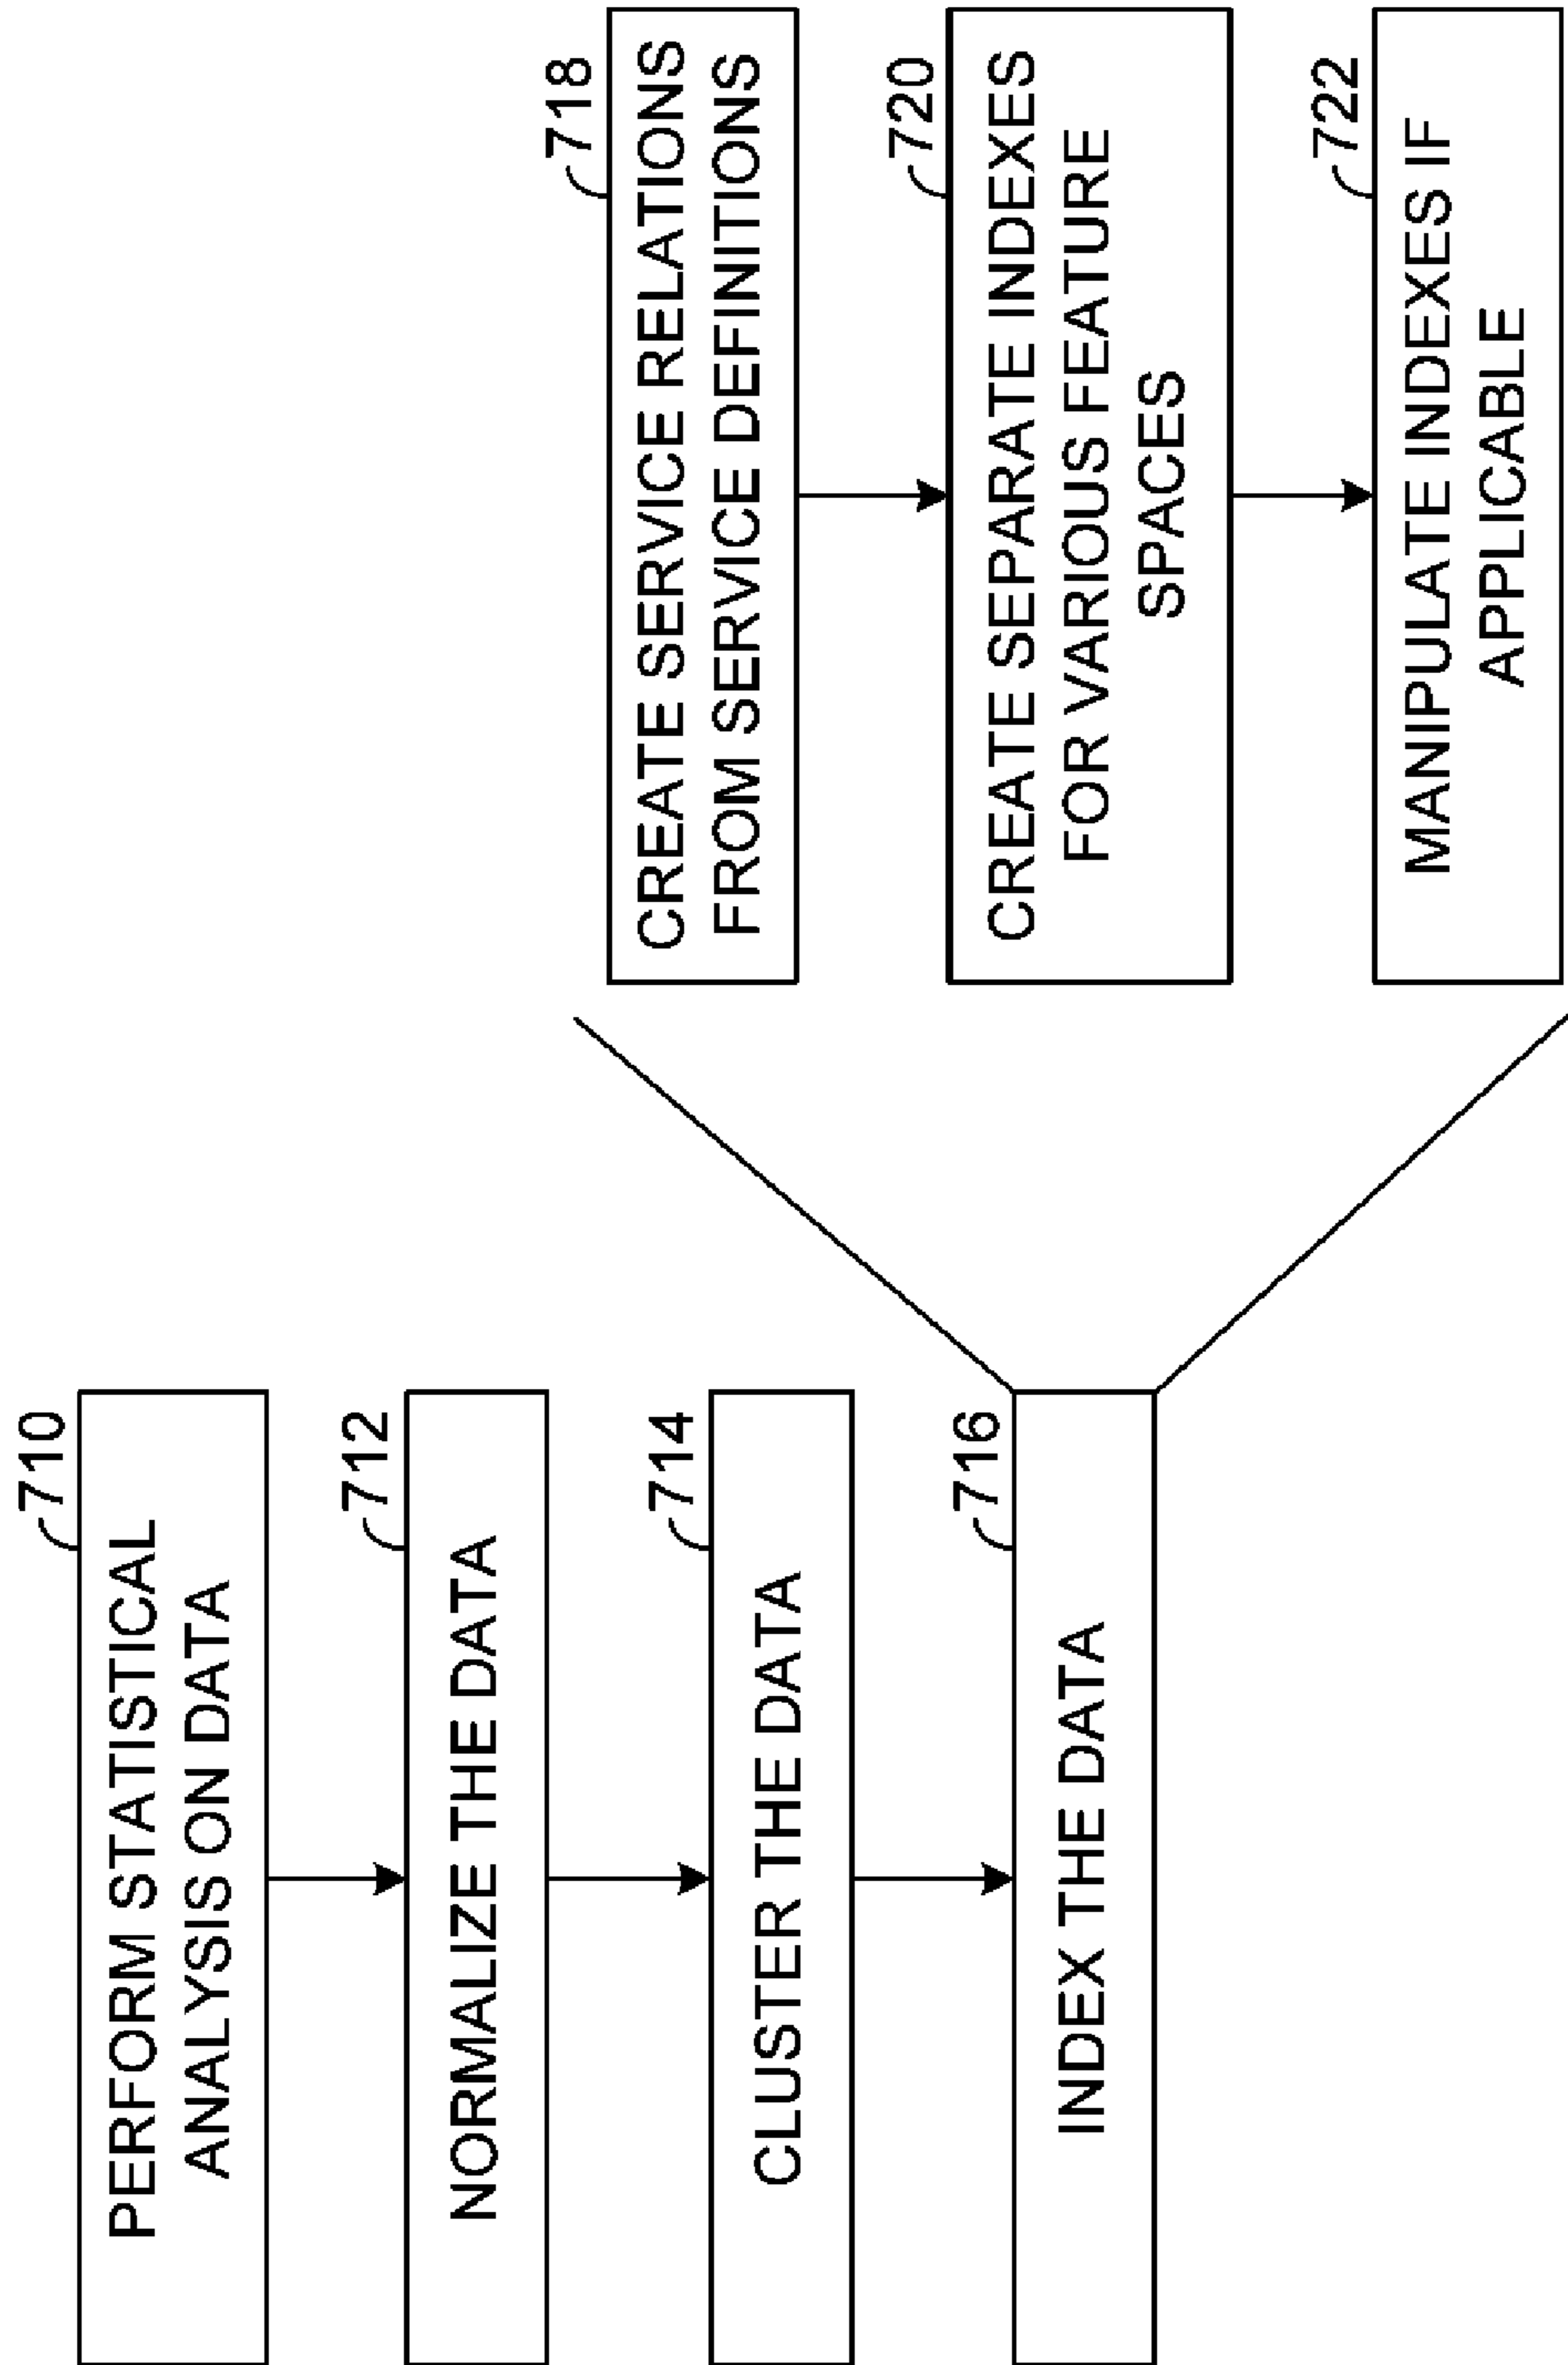 710
PERFORM STATISTICAL
ANALYSIS ON DATA
712
NORMALIZE THE DATA
714
CLUSTER THE DATA
716
INDEX THE DATA
718
CREATE SERVICE RELATIONS
FROM SERVICE DEFINITIONS
720
CREATE SEPARATE INDEXES
FOR VARIOUS FEATURE
SPACES
722
MANIPULATE INDEXES IF
APPLICABLE